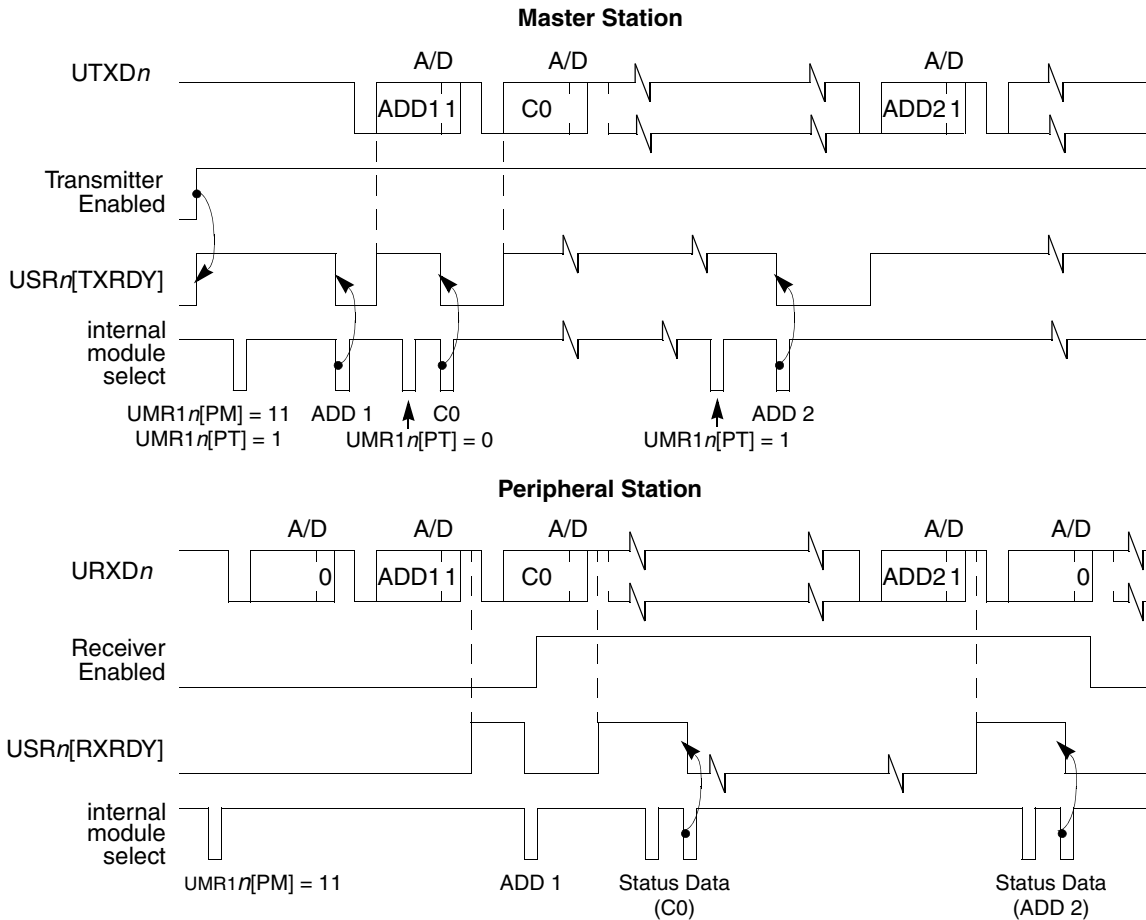 Master Station
A/D A/D A/D
UTXDn
ADD1 1 C0 ADD2 1
Transmitter
Enabled
USRn[TXRDY]
internal
module
select
UMR1n[PM] = 11 ADD 1 C0 ADD 2
UMR1n[PT] = 1 UMR1n[PT] = 0 UMR1n[PT] = 1
Peripheral Station
A/D A/D A/D A/D A/D
URXDn
0 ADD1 1 C0 ADD2 1 0
Receiver
Enabled
USRn[RXRDY]
internal
module
select
UMR1n[PM] = 11 ADD 1 Status Data Status Data
(C0) (ADD 2)